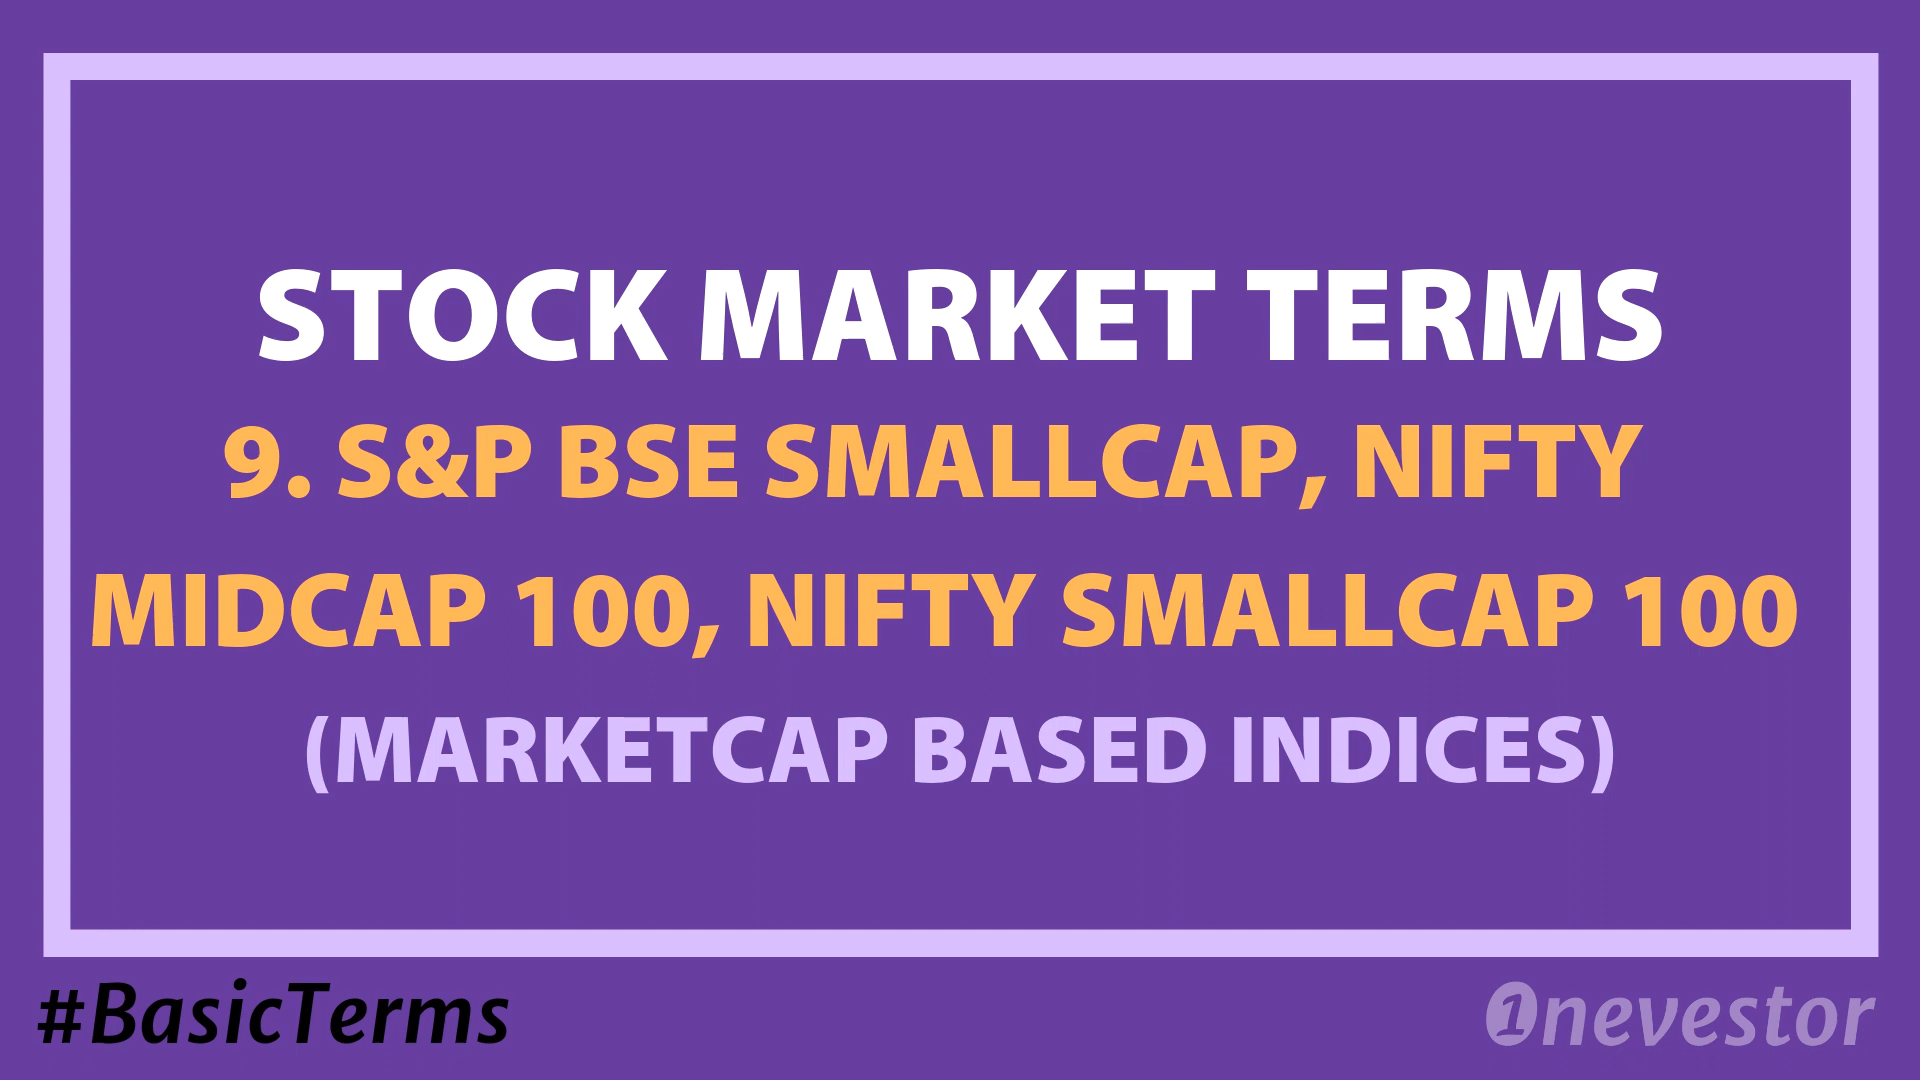 STOCK MARKET TERMS
9. S&P BSE SMALLCAP, NIFTY
MIDCAP 100, NIFTY SMALLCAP 100
(MARKETCAP BASED INDICES)
#BasicTerms
1nevestor